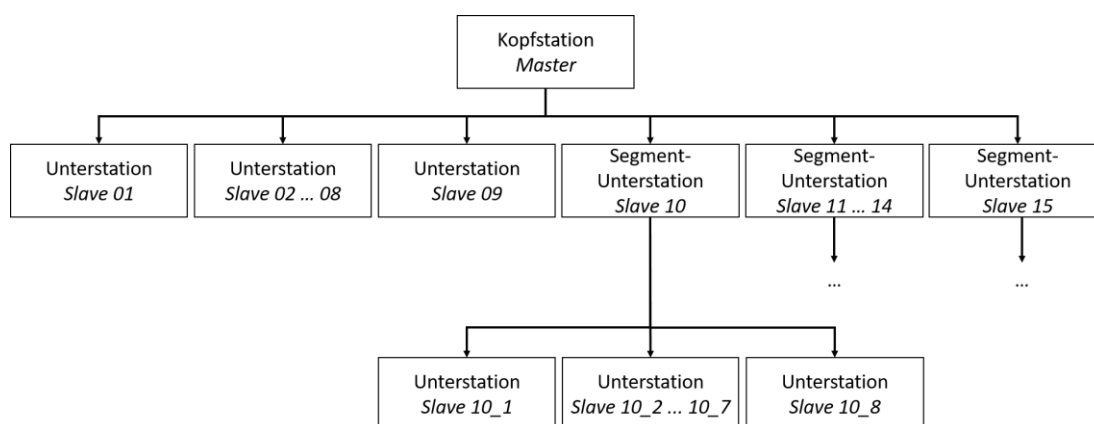 Kopfstation
Master
Unterstation
Slave 01
Unterstation
Slave 02 ... 08
Unterstation
Slave 09
Segment-
Unterstation
Slave 10
Segment-
Unterstation
Slave 11 ... 14
Segment-
Unterstation
Slave 15
...
...
Unterstation
Slave 10_1
Unterstation
Slave 10_2 ... 10_7
Unterstation
Slave 10_8